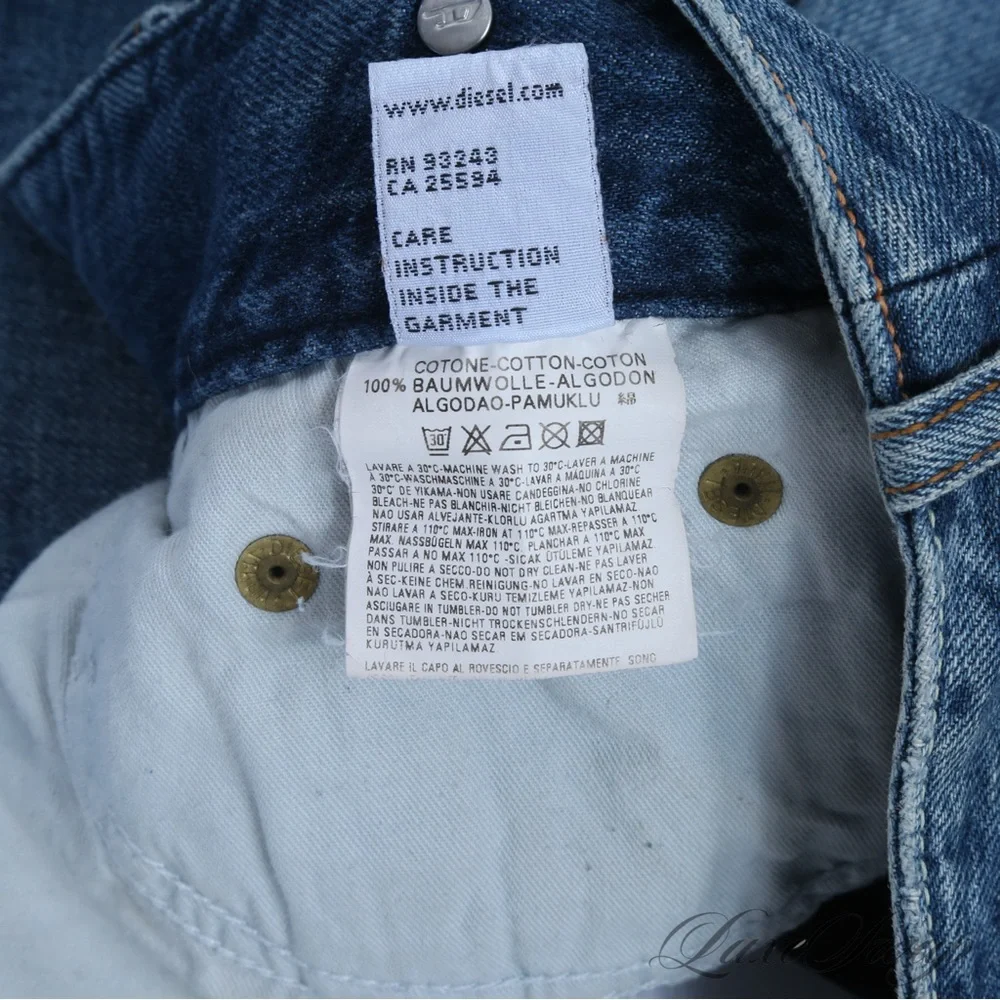 www.diesel.com
RN 93243
CA 25594
CARE
INSTRUCTION
INSIDE THE
GARMENT
COTONE-COTTON-COTON
100% BAUMWOLLE-ALGODON
ALGODAO-PAMUKLU 綿
30°
LAVARE A 30°C-MACHINE WASH TO 30°C-LAVER A MACHINE
A 30°C-WASCHMASCHINE A 30°C-LAVAR A MÁQUINA A 30°C
30°C DE YIKAMA-NON USARE CANDEGGINA-NO CHLORINE
BLEACH-NE PAS BLANCHIR-NICHT BLEICHEN-NO BLANQUEAR
NAO USAR ALVEJANTE-KLORLU AGARTMA YAPILAMAZ
STIRARE A 110°C MAX-IRON AT 110°C MAX-REPASSER A 110°C
MAX. NASSBÜGELN MAX 110°C. PLANCHAR A 110°C MAX
PASSAR A NO MAX 110°C -SICAK ÜTÜLEME YAPILAMAZ
NON PULIRE A SECCO-DO NOT DRY CLEAN-NE PAS LAVER
À SEC-KEINE CHEM.REINIGUNG-NO LAVAR EN SECO-NAO
NAO LAVAR A SECO-KURU TEMIZLEME YAPILAMAZ-NON
ASCIUGARE IN TUMBLER-DO NOT TUMBLE DRY-NE PAS SECHER
DANS TUMBLER-NICHT TROCKENSCHLENDERN-NO SECAR
EN SECADORA-NAO SECAR EM SECADORA-SANTRIFÜJLÜ
KURUTMA YAPILAMAZ
LAVARE IL CAPO AL ROVESCIO E SEPARATAMENTE SONO